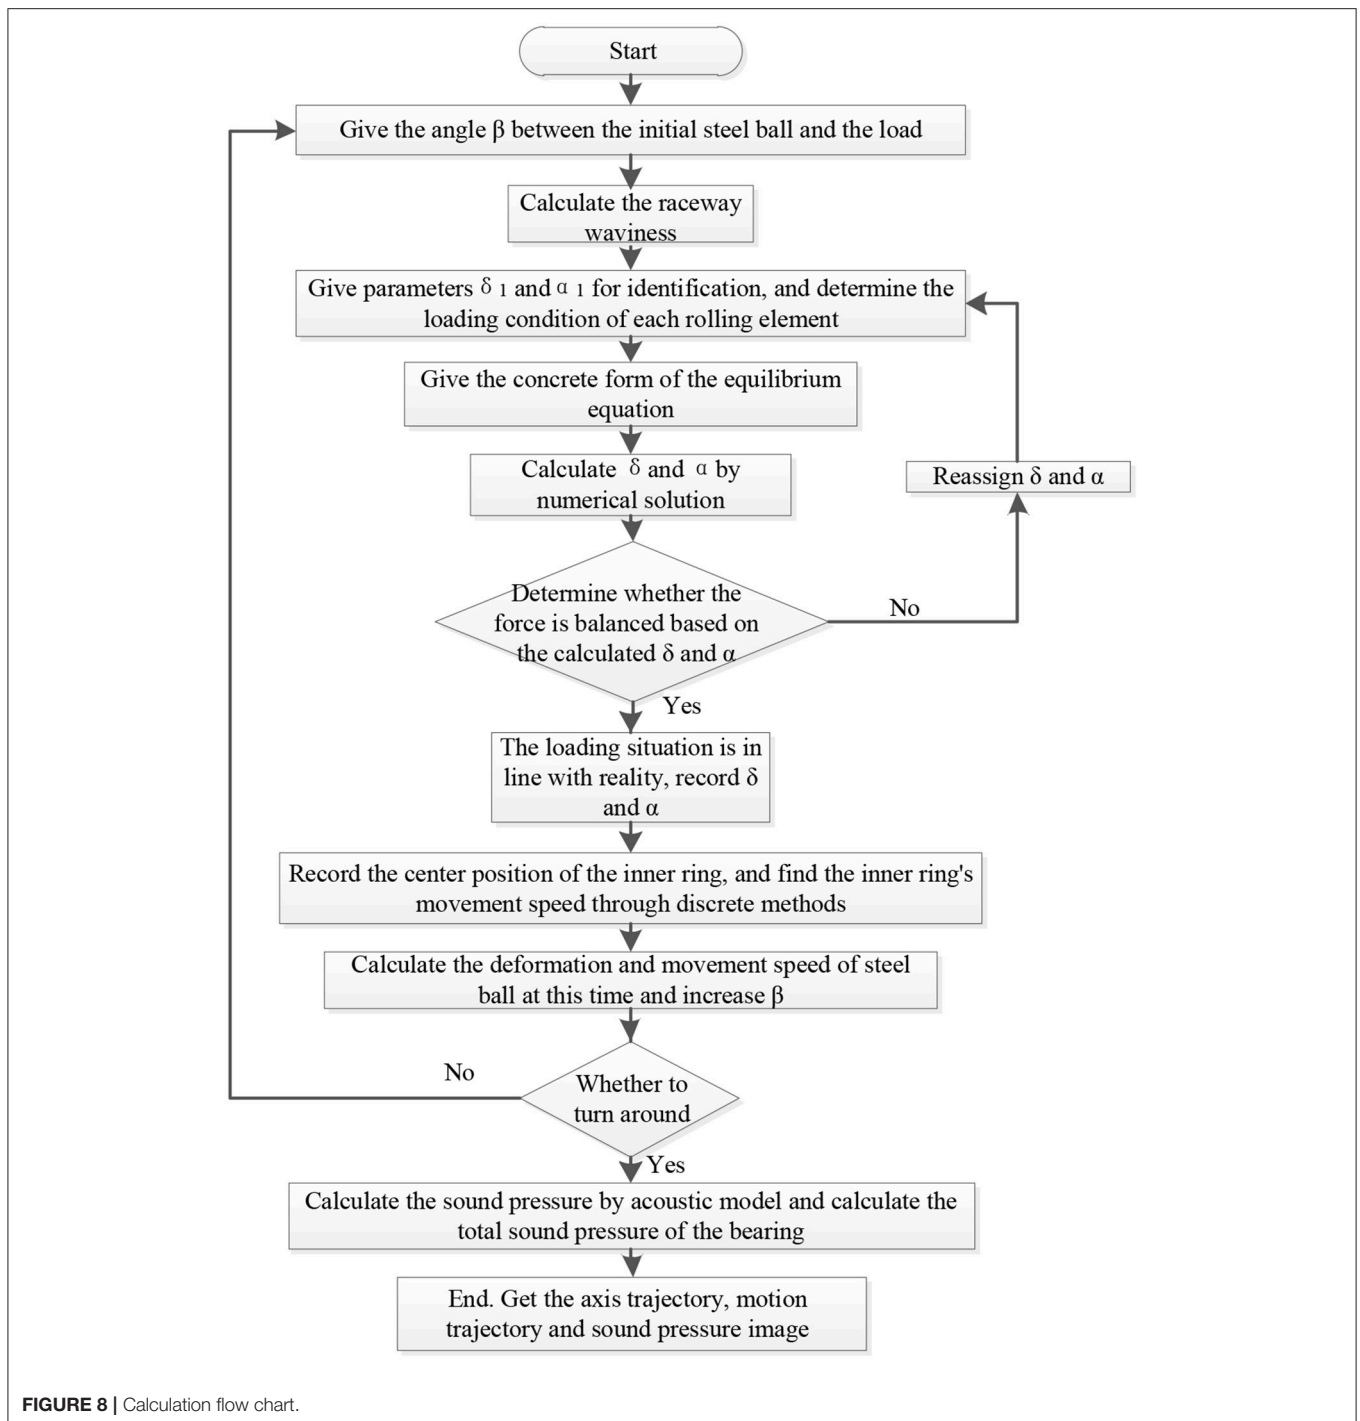 Start
Give the angle β between the initial steel ball and the load
Calculate the raceway
waviness
Give parameters δ 1 and α 1 for identification, and determine the
loading condition of each rolling element
Give the concrete form of the equilibrium
equation
Calculate δ and α by
numerical solution
Reassign δ and α
Determine whether the
force is balanced based on
the calculated δ and α
No
Yes
The loading situation is in
line with reality, record δ
and α
Record the center position of the inner ring, and find the inner ring's
movement speed through discrete methods
Calculate the deformation and movement speed of steel
ball at this time and increase β
No
Whether to
turn around
Yes
Calculate the sound pressure by acoustic model and calculate the
total sound pressure of the bearing
End. Get the axis trajectory, motion
trajectory and sound pressure image
FIGURE 8 | Calculation flow chart.